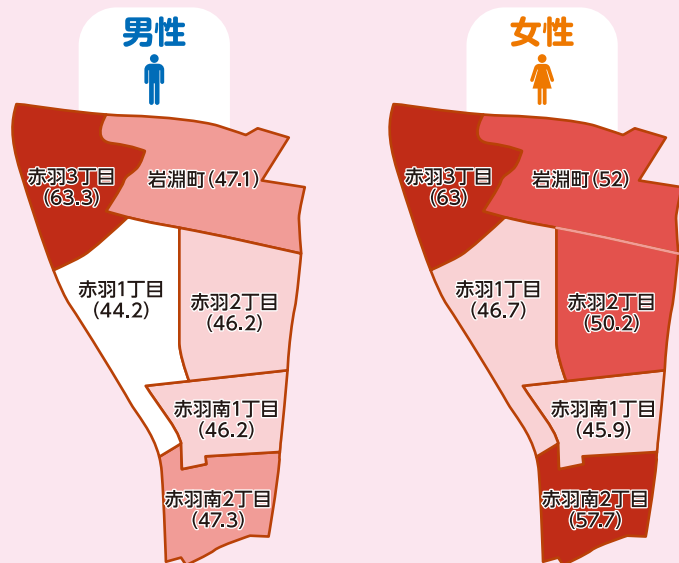 男性
赤羽3丁目
(63.3)
岩淵町(47.1)
赤羽1丁目
(44.2)
赤羽2丁目
(46.2)
赤羽南1丁目
(46.2)
赤羽南2丁目
(47.3)
女性
赤羽3丁目
(63)
岩淵町(52)
赤羽1丁目
(46.7)
赤羽2丁目
(50.2)
赤羽南1丁目
(45.9)
赤羽南2丁目
(57.7)